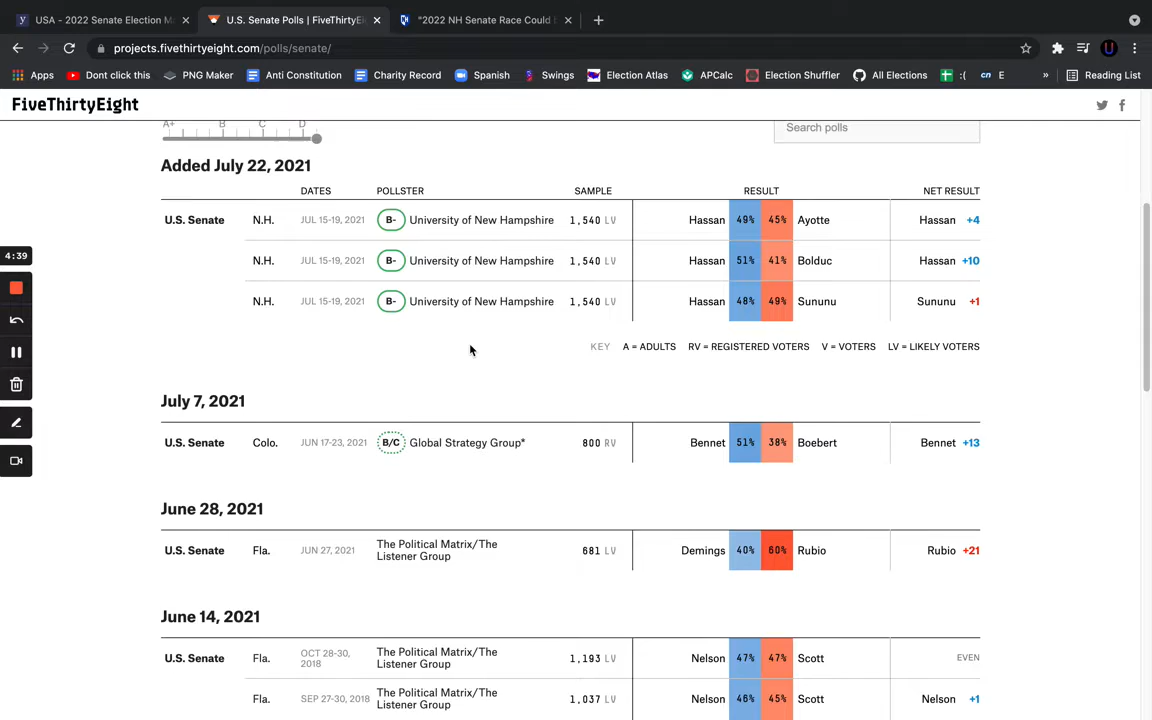 USA - 2022 Senate Election M
U.S. Senate Polls | FiveThirtyEi
"2022 NH Senate Race Could
projects.fivethirtyeight.com/polls/senate/
Apps Dont click this PNG Maker Anti Constitution Charity Record Spanish Swings Election Atlas APCalc Election Shuffler All Elections :( cn E » Reading List
FiveThirtyEight
A+ B C D
Search polls
Added July 22, 2021
DATES POLLSTER SAMPLE RESULT NET RESULT
U.S. Senate N.H. JUL 15-19, 2021 B- University of New Hampshire 1,540 LV Hassan 49% 45% Ayotte Hassan +4
4:39
N.H. JUL 15-19, 2021 B- University of New Hampshire 1,540 LV Hassan 51% 41% Bolduc Hassan +10
N.H. JUL 15-19, 2021 B- University of New Hampshire 1,540 LV Hassan 48% 49% Sununu Sununu +1
KEY A = ADULTS RV = REGISTERED VOTERS V = VOTERS LV = LIKELY VOTERS
July 7, 2021
U.S. Senate Colo. JUN 17-23, 2021 B/C Global Strategy Group* 800 RV Bennet 51% 38% Boebert Bennet +13
June 28, 2021
U.S. Senate Fla. JUN 27, 2021 The Political Matrix/The
Listener Group 681 LV Demings 40% 60% Rubio Rubio +21
June 14, 2021
U.S. Senate Fla. OCT 28-30,
2018 The Political Matrix/The
Listener Group 1,193 LV Nelson 47% 47% Scott EVEN
Fla. SEP 27-30, 2018 The Political Matrix/The
Listener Group 1,037 LV Nelson 46% 45% Scott Nelson +1